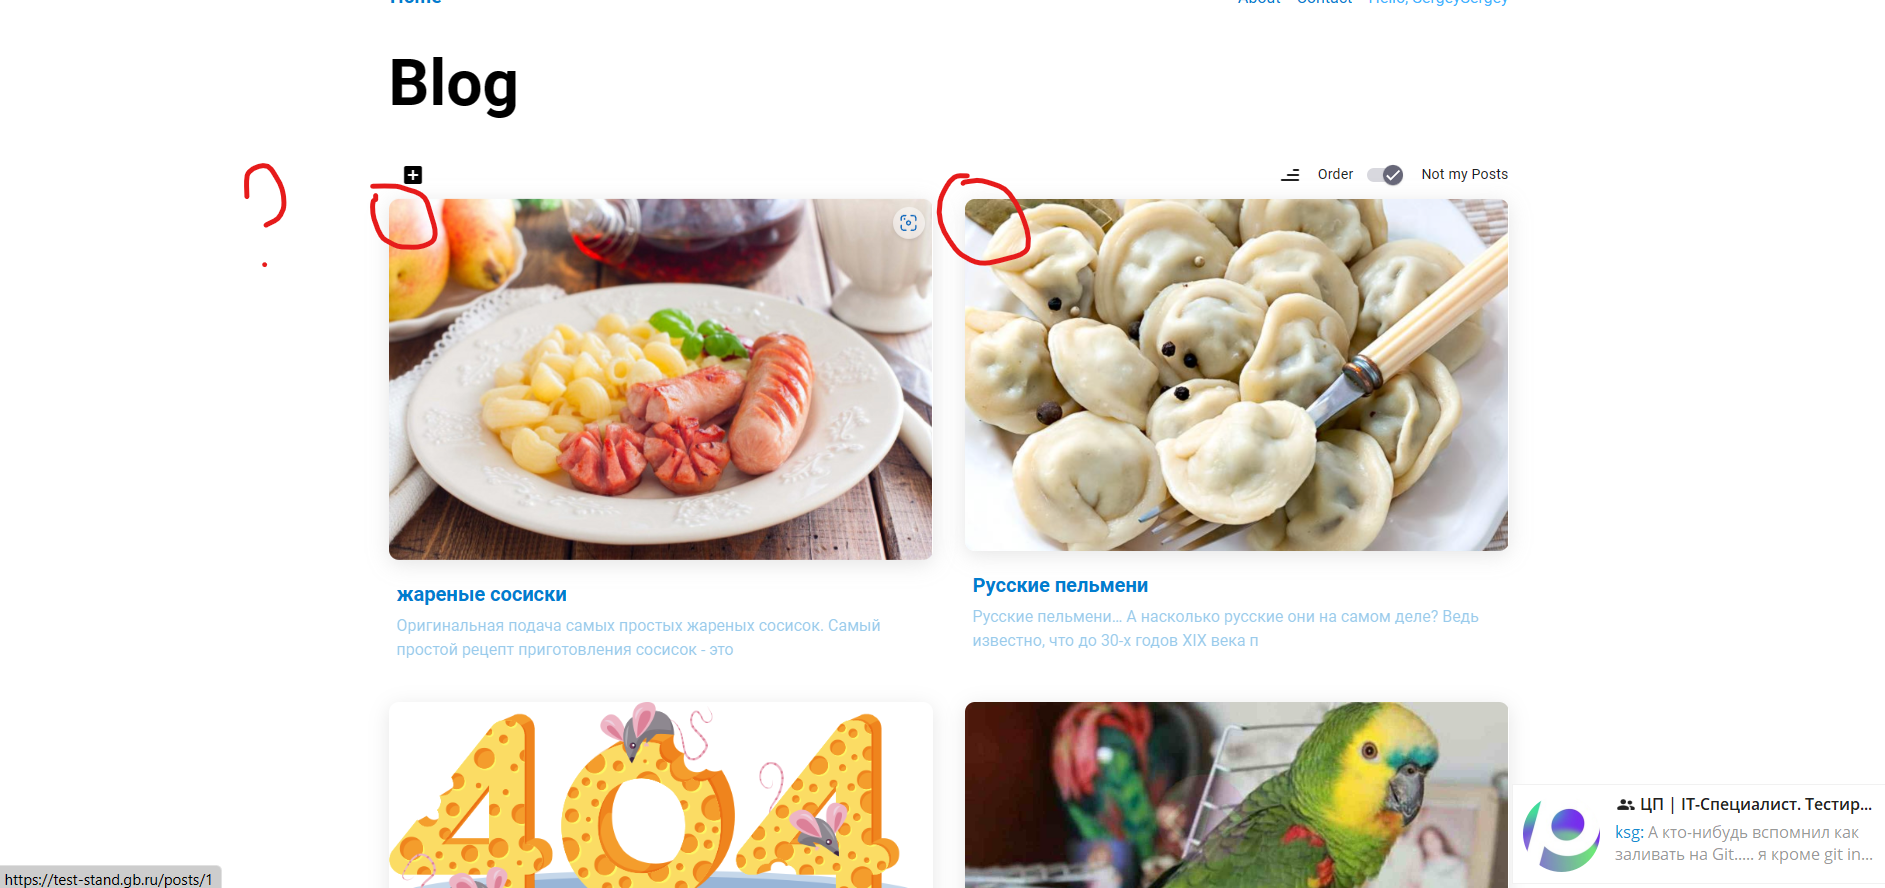 Home About Contact Hello, SergeySergey
Blog
Order Not my Posts
жареные сосиски
Оригинальная подача самых простых жареных сосисок. Самый
простой рецепт приготовления сосисок - это
Русские пельмени
Русские пельмени... А насколько русские они на самом деле? Ведь
известно, что до 30-х годов XIX века п
404
ЦП | IT-Специалист. Тестир...
ksg: А кто-нибудь вспомнил как
заливать на Git..... я кроме git in...
https://test-stand.gb.ru/posts/1
?